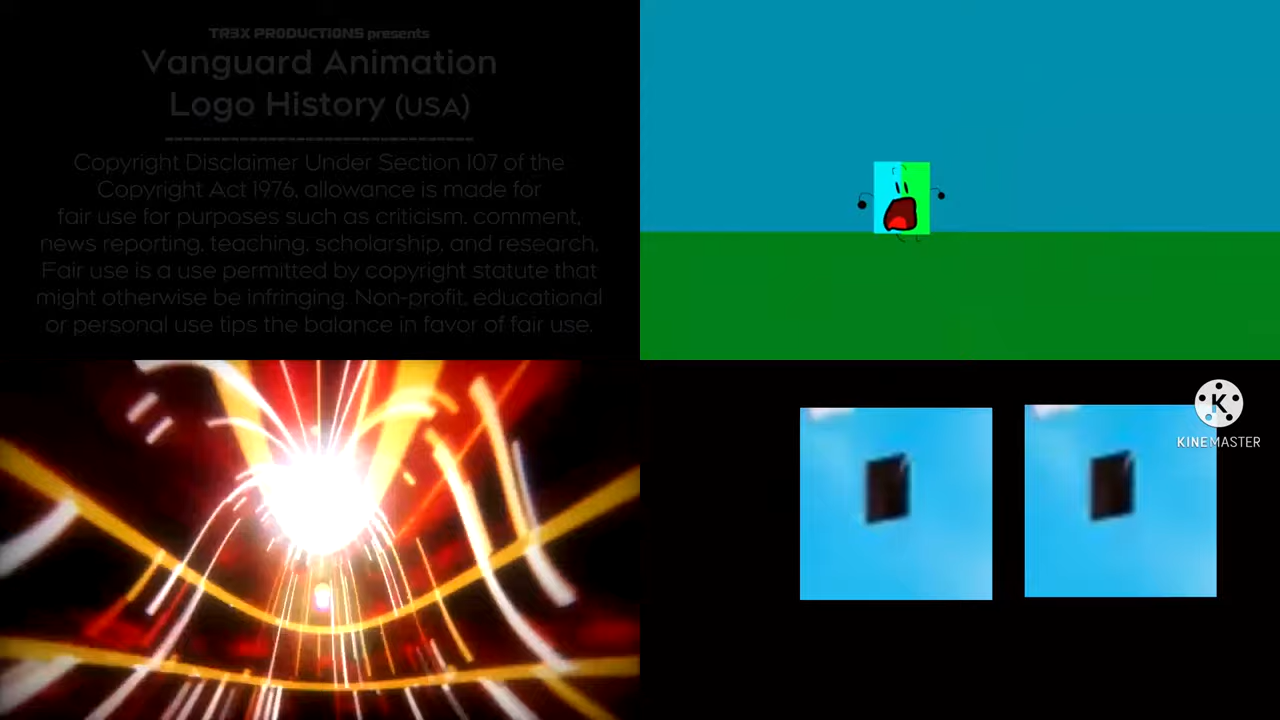 TR3X PRODUCTIONS presents
Vanguard Animation
Logo History (USA)
--------------------------------
Copyright Disclaimer Under Section 107 of the
Copyright Act 1976, allowance is made for
fair use for purposes such as criticism, comment,
news reporting, teaching, scholarship, and research.
Fair use is a use permitted by copyright statute that
might otherwise be infringing. Non-profit, educational
or personal use tips the balance in favor of fair use.
K
KINEMASTER